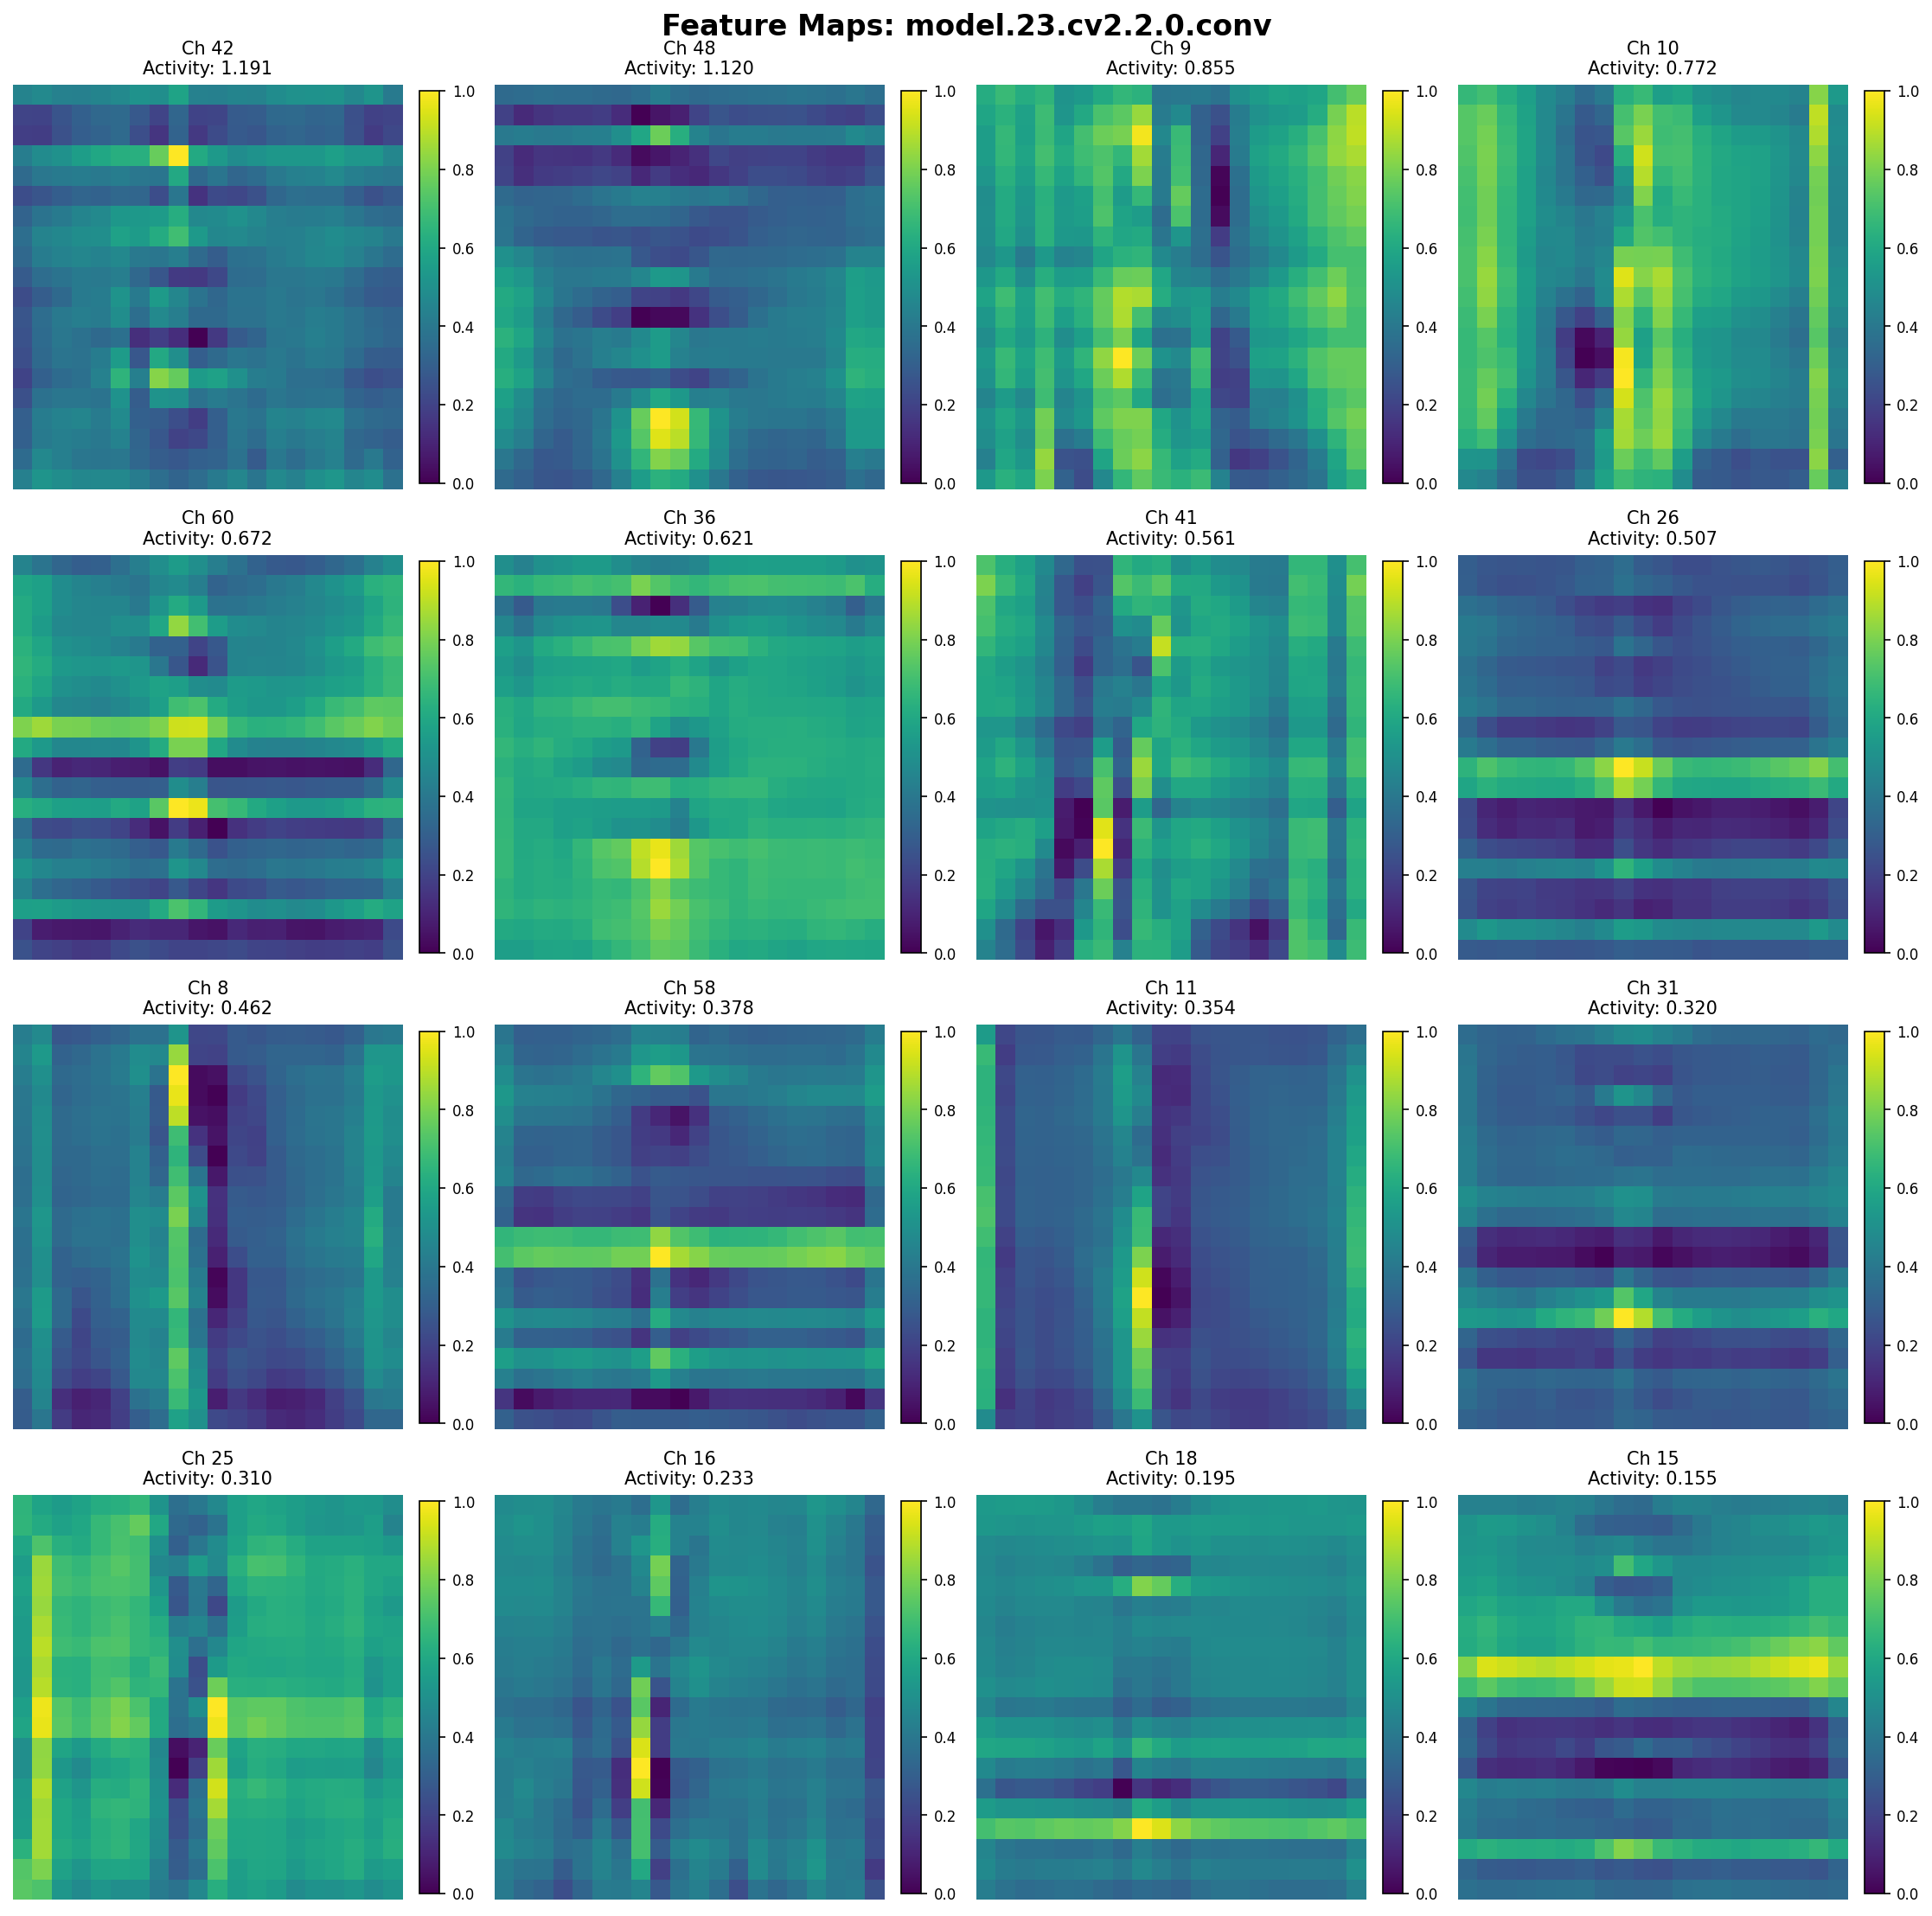 Feature Maps: model.23.cv2.2.0.conv
Ch 42
Activity: 1.191
1.0
0.8
0.6
0.4
0.2
0.0
Ch 48
Activity: 1.120
1.0
0.8
0.6
0.4
0.2
0.0
Ch 9
Activity: 0.855
1.0
0.8
0.6
0.4
0.2
0.0
Ch 10
Activity: 0.772
1.0
0.8
0.6
0.4
0.2
0.0
Ch 60
Activity: 0.672
1.0
0.8
0.6
0.4
0.2
0.0
Ch 36
Activity: 0.621
1.0
0.8
0.6
0.4
0.2
0.0
Ch 41
Activity: 0.561
1.0
0.8
0.6
0.4
0.2
0.0
Ch 26
Activity: 0.507
1.0
0.8
0.6
0.4
0.2
0.0
Ch 8
Activity: 0.462
1.0
0.8
0.6
0.4
0.2
0.0
Ch 58
Activity: 0.378
1.0
0.8
0.6
0.4
0.2
0.0
Ch 11
Activity: 0.354
1.0
0.8
0.6
0.4
0.2
0.0
Ch 31
Activity: 0.320
1.0
0.8
0.6
0.4
0.2
0.0
Ch 25
Activity: 0.310
1.0
0.8
0.6
0.4
0.2
0.0
Ch 16
Activity: 0.233
1.0
0.8
0.6
0.4
0.2
0.0
Ch 18
Activity: 0.195
1.0
0.8
0.6
0.4
0.2
0.0
Ch 15
Activity: 0.155
1.0
0.8
0.6
0.4
0.2
0.0